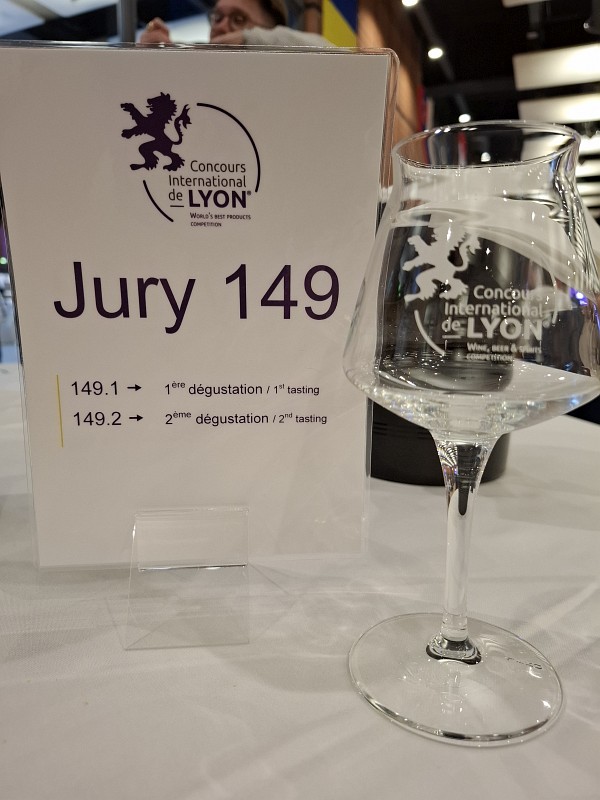 Concours
International
de LYON®
WORLD'S BEST PRODUCTS
COMPETITION
Jury 149
149.1 → 1ère dégustation / 1st tasting
149.2 → 2ème dégustation / 2nd tasting
Concours
International
de LYON
WINE, BEER & SPIRITS
COMPETITION